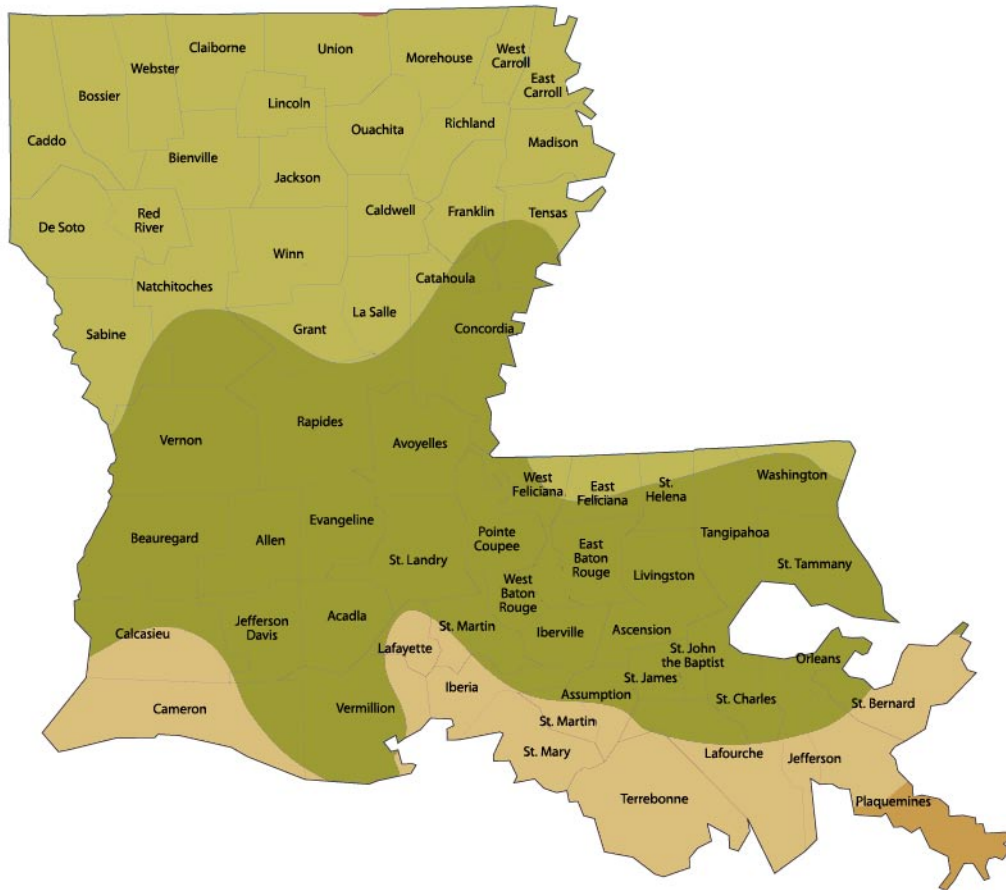 Claiborne
Union
Morehouse
West
Carroll
Webster
East
Carroll
Bossier
Lincoln
Ouachita
Richland
Caddo
Madison
Bienville
Jackson
Caldwell
Franklin
Tensas
De Soto
Red
River
Winn
Natchitoches
Catahoula
La Salle
Sabine
Grant
Concordia
Vernon
Rapides
Avoyelles
West
Feliciana
East
Feliciana
St.
Helena
Washington
Beauregard
Allen
Evangeline
Pointe
Coupee
St. Landry
East
Baton
Rouge
Tangipahoa
St. Tammany
Livingston
West
Baton
Rouge
Calcasieu
Jefferson
Davis
Acadla
St. Martin
Iberville
Ascension
Lafayette
St. John
the Baptist
Orleans
St. James
Iberia
Assumption
St. Charles
St. Bernard
Cameron
Vermillion
St. Martin
St. Mary
Lafourche
Jefferson
Terrebonne
Plaquemines